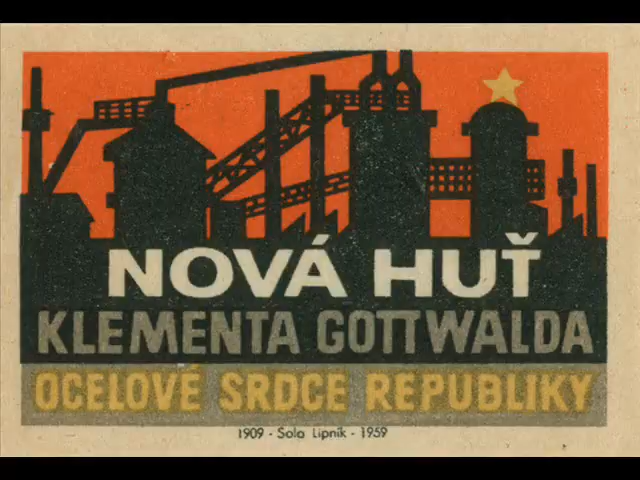 NOVÁ HUŤ
KLEMENTA GOTTWALDA
OCELOVÉ SRDCE REPUBLIKY
1909 - Solo Lipník - 1959